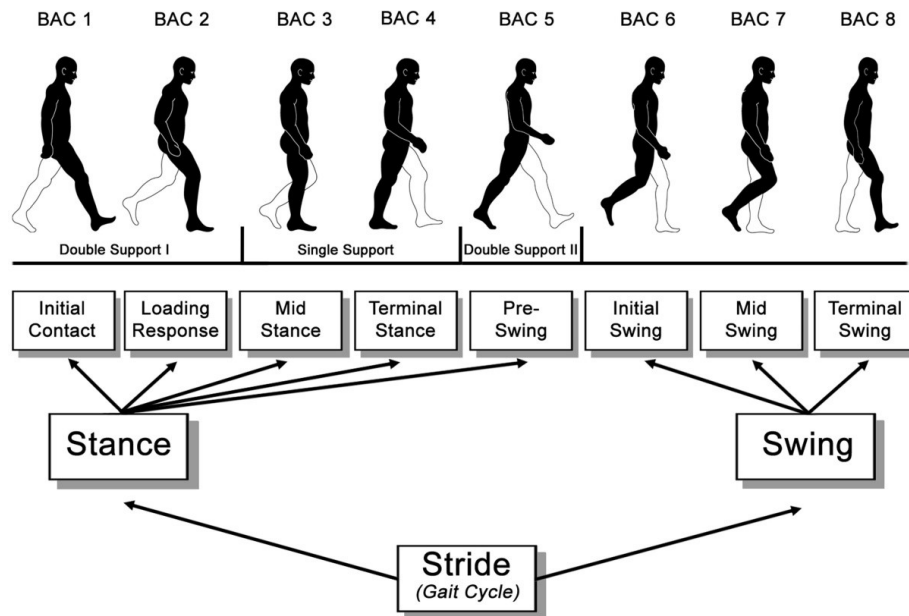 BAC 1 BAC 2 BAC 3 BAC 4 BAC 5 BAC 6 BAC 7 BAC 8
Double Support I Single Support Double Support II
Initial
Contact
Loading
Response
Mid
Stance
Terminal
Stance
Pre-
Swing
Initial
Swing
Mid
Swing
Terminal
Swing
Stance
Swing
Stride
(Gait Cycle)